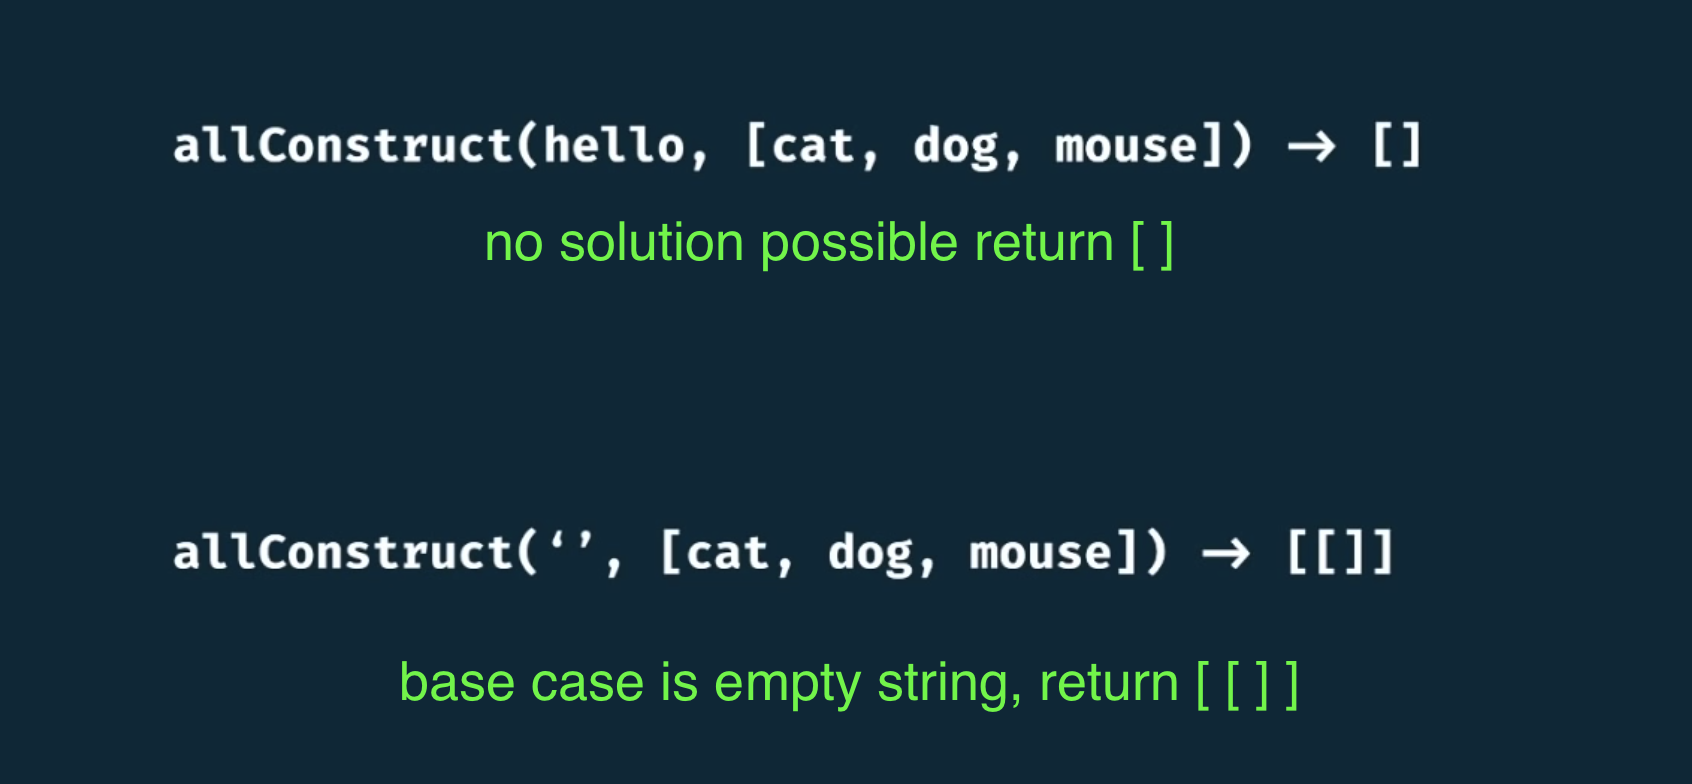 allConstruct(hello, [cat, dog, mouse]) → []
no solution possible return [ ]
allConstruct(‘’, [cat, dog, mouse]) → [[]]
base case is empty string, return [ [ ] ]